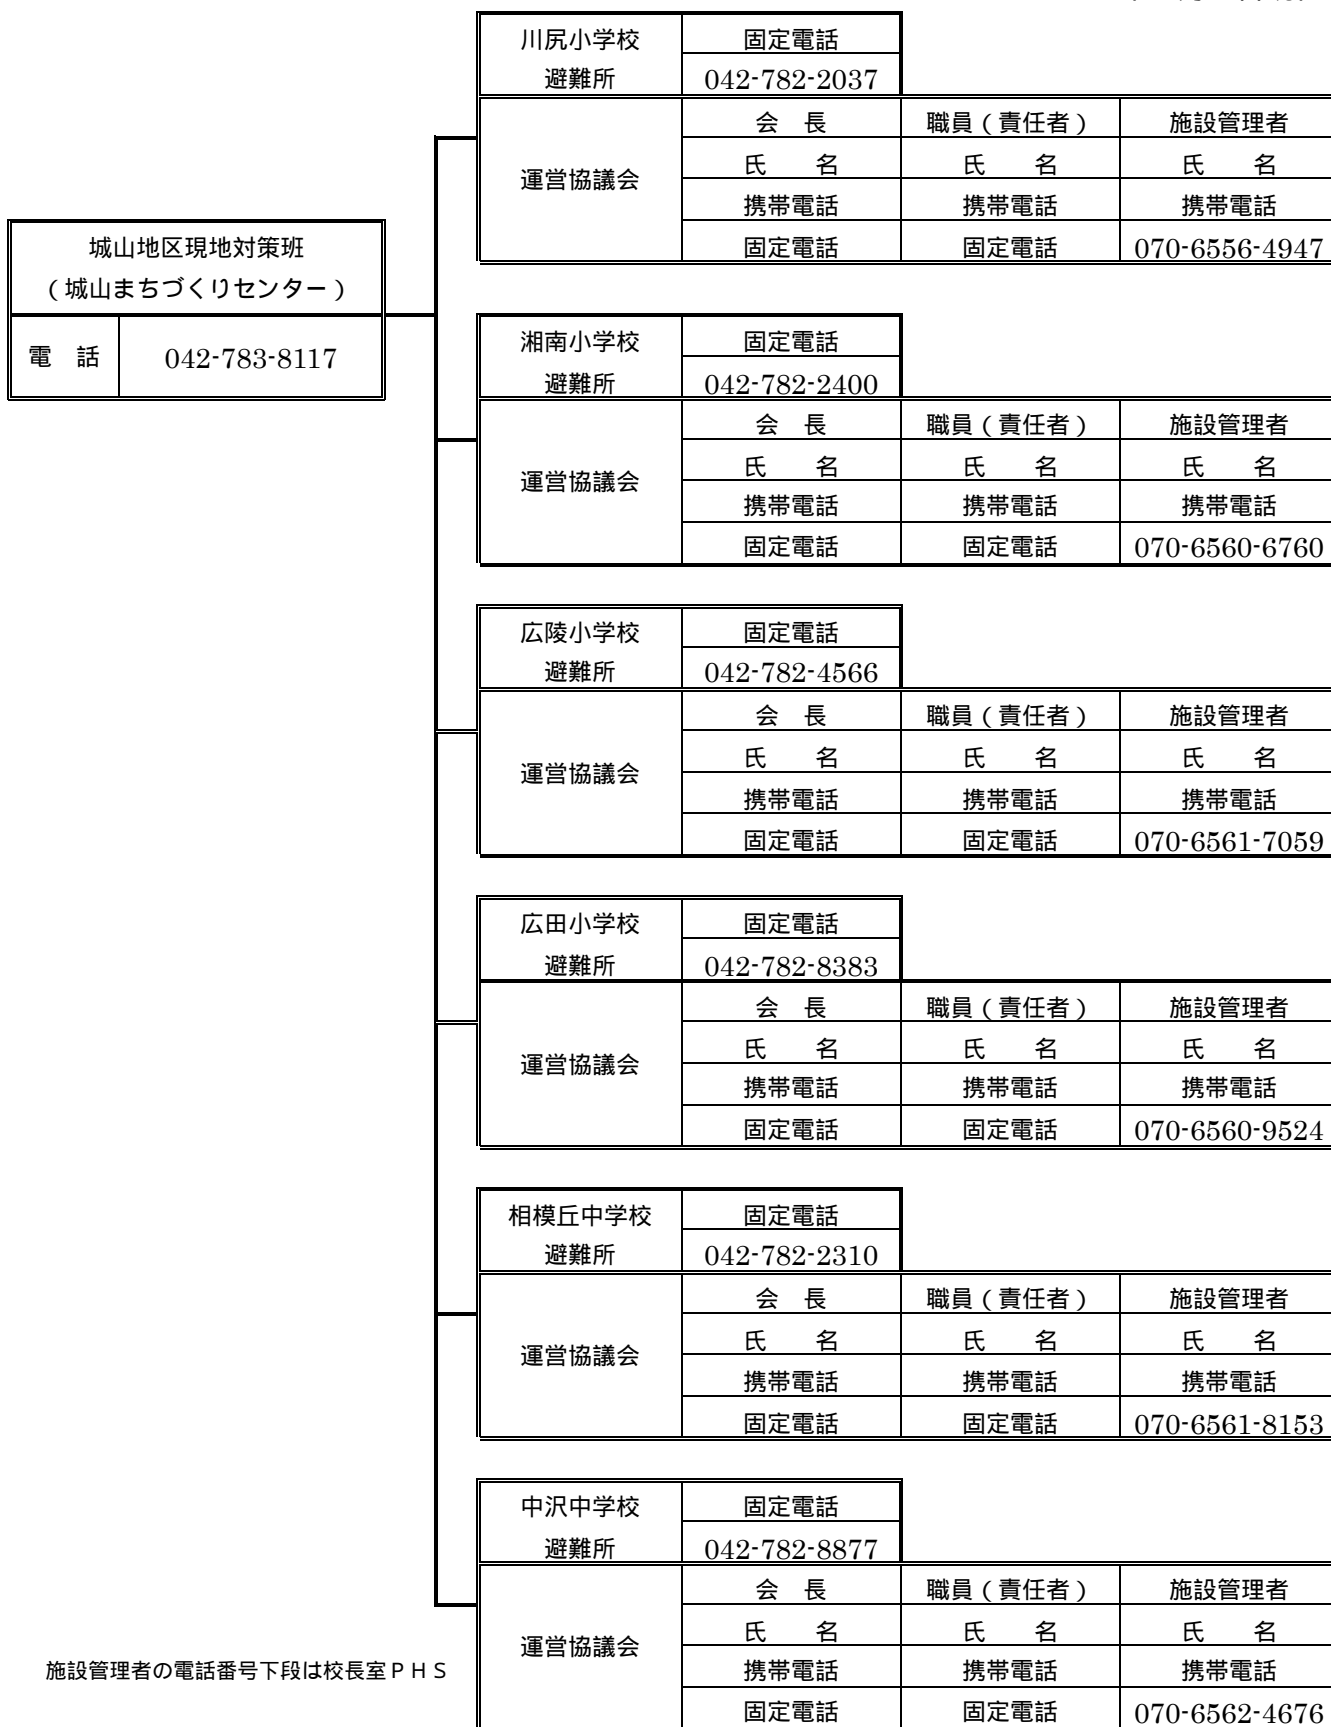 川尻小学校 固定電話
避難所 042-782-2037
会 長 職員（責任者） 施設管理者
氏 名 氏 名 氏 名
運営協議会
携帯電話 携帯電話 携帯電話
固定電話 固定電話 070-6556-4947
城山地区現地対策班
（城山まちづくりセンター）
電 話 042-783-8117
湘南小学校 固定電話
避難所 042-782-2400
会 長 職員（責任者） 施設管理者
氏 名 氏 名 氏 名
運営協議会
携帯電話 携帯電話 携帯電話
固定電話 固定電話 070-6560-6760
広陵小学校 固定電話
避難所 042-782-4566
会 長 職員（責任者） 施設管理者
氏 名 氏 名 氏 名
運営協議会
携帯電話 携帯電話 携帯電話
固定電話 固定電話 070-6561-7059
広田小学校 固定電話
避難所 042-782-8383
会 長 職員（責任者） 施設管理者
氏 名 氏 名 氏 名
運営協議会
携帯電話 携帯電話 携帯電話
固定電話 固定電話 070-6560-9524
相模丘中学校 固定電話
避難所 042-782-2310
会 長 職員（責任者） 施設管理者
氏 名 氏 名 氏 名
運営協議会
携帯電話 携帯電話 携帯電話
固定電話 固定電話 070-6561-8153
中沢中学校 固定電話
避難所 042-782-8877
会 長 職員（責任者） 施設管理者
氏 名 氏 名 氏 名
運営協議会
携帯電話 携帯電話 携帯電話
固定電話 固定電話 070-6562-4676
施設管理者の電話番号下段は校長室ＰＨＳ